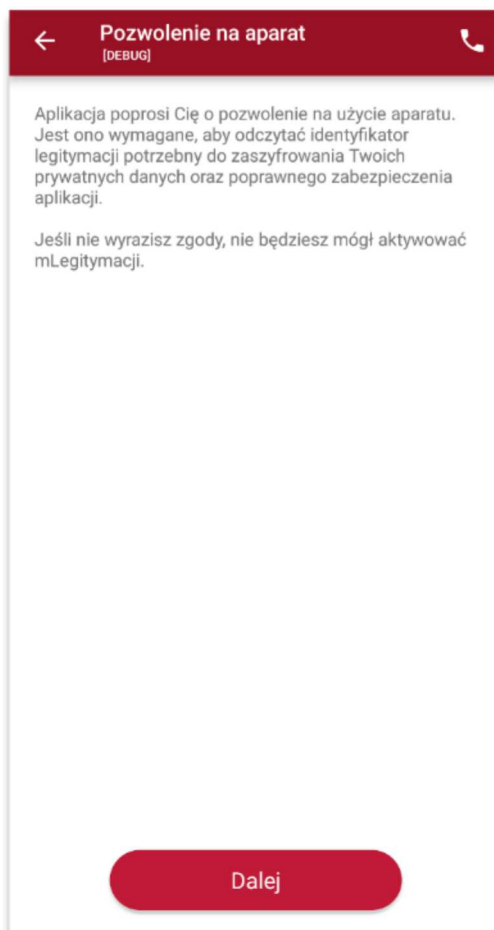 Pozwolenie na aparat
[DEBUG]
Aplikacja poprosi Cię o pozwolenie na użycie aparatu.
Jest ono wymagane, aby odczytać identyfikator
legitymacji potrzebny do zaszyfrowania Twoich
prywatnych danych oraz poprawnego zabezpieczenia
aplikacji.
Jeśli nie wyrazisz zgody, nie będziesz mógł aktywować
mLegitymacji.
Dalej